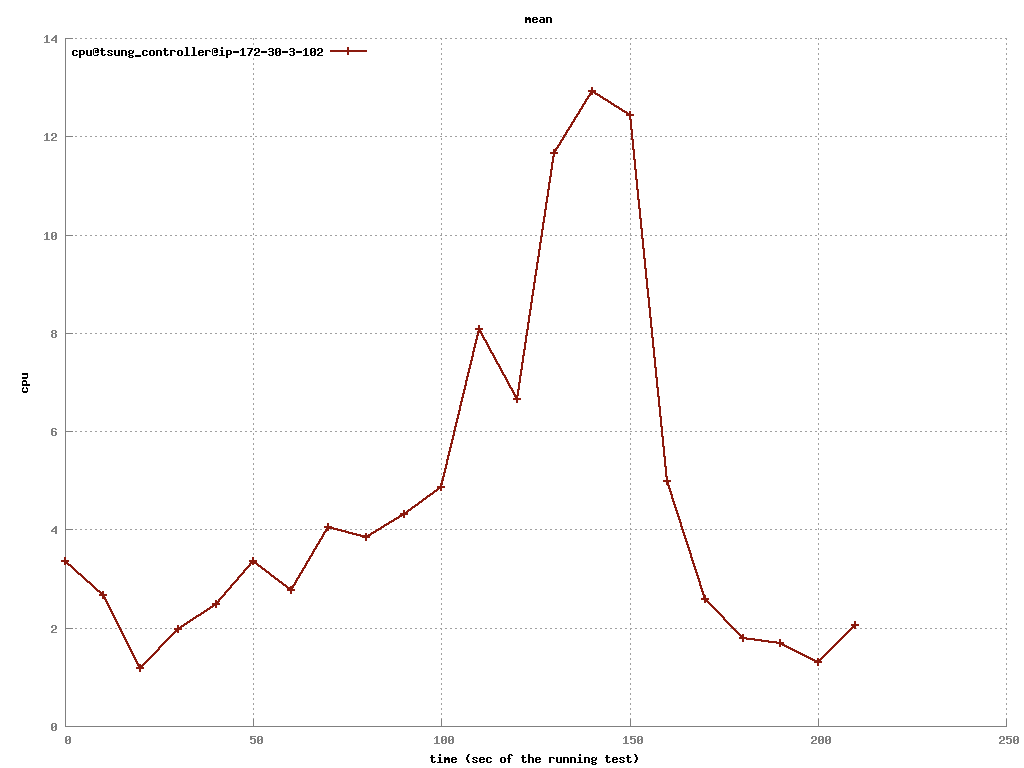 mean
14
cpu@tsung_controller@ip-172-30-3-102
12
10
8
cpu
6
4
2
0
0 50 100 150 200 250
time (sec of the running test)